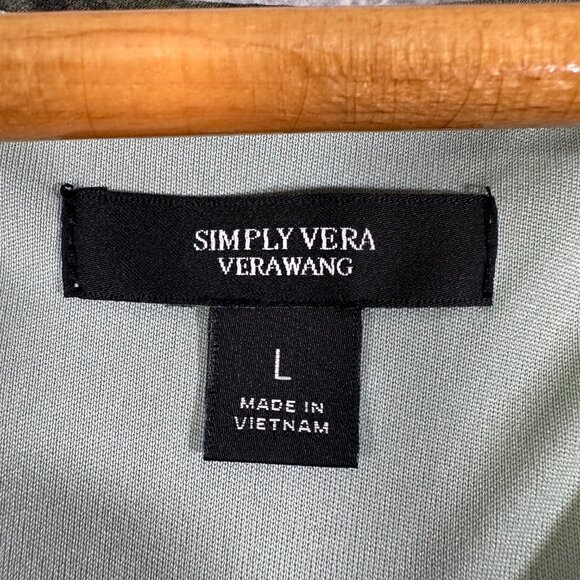 SIMPLY VERA
VERAWANG
L
MADE IN
VIETNAM